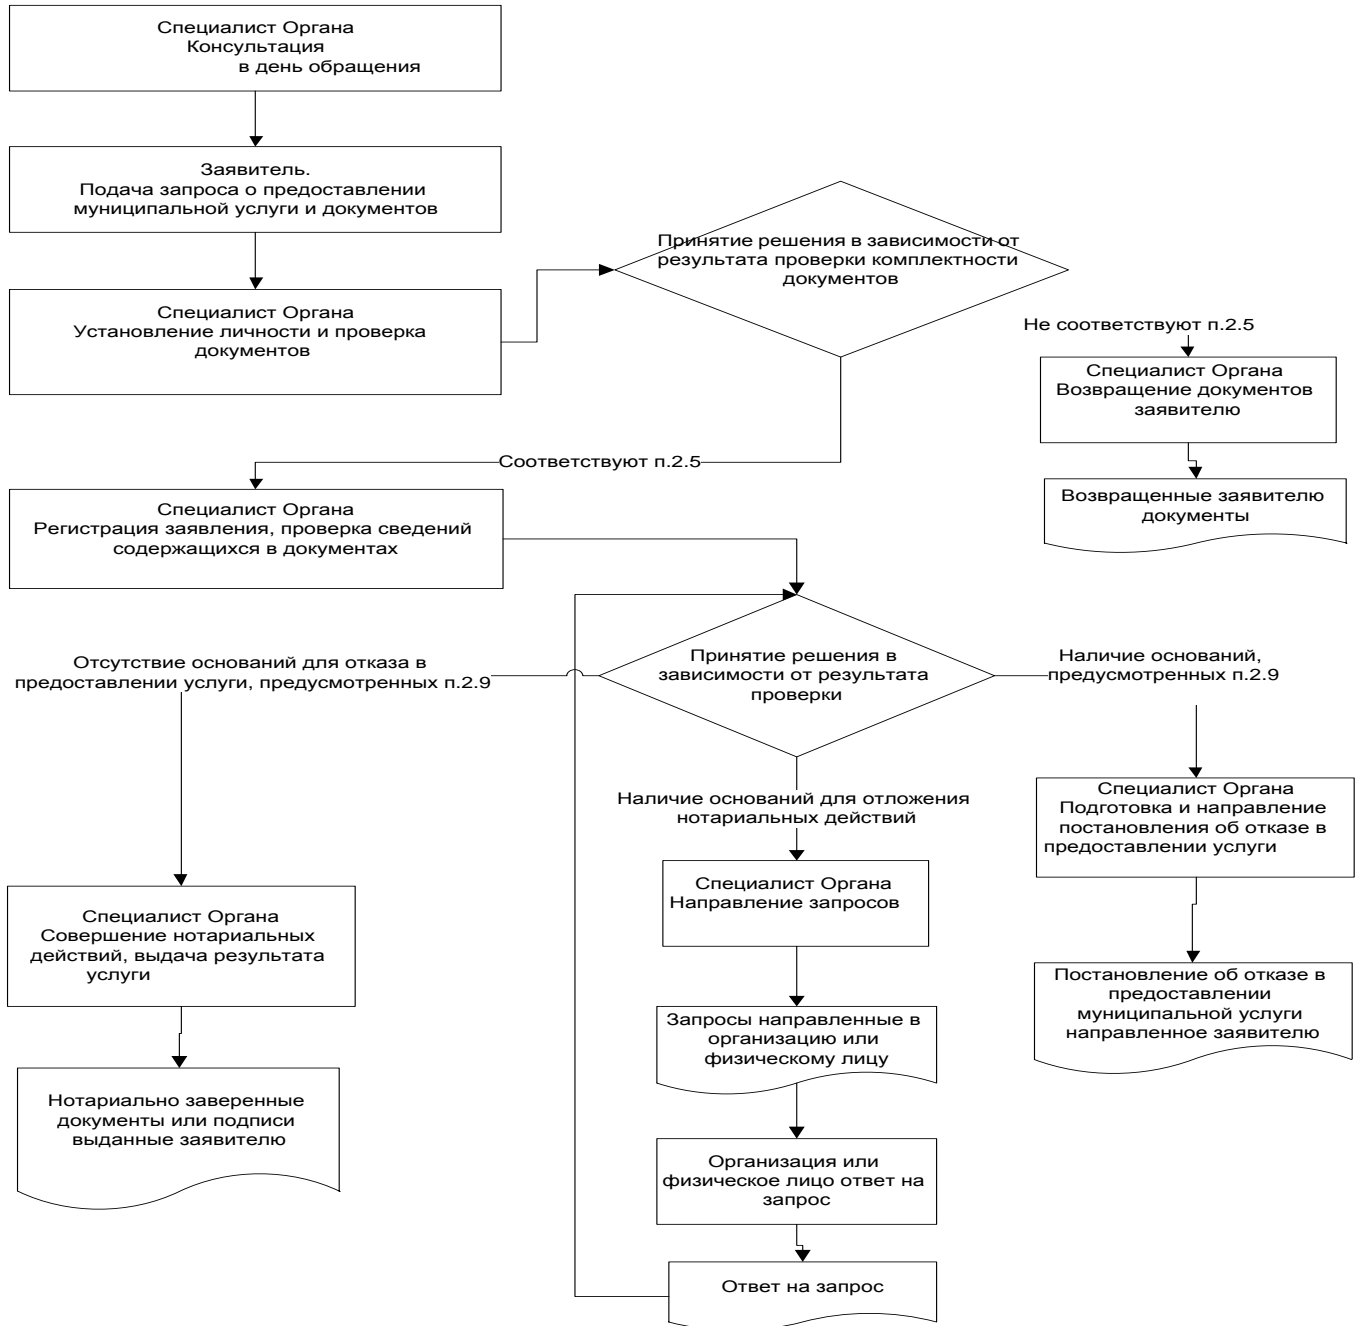 Специалист Органа
Консультация
в день обращения
Заявитель.
Подача запроса о предоставлении
муниципальной услуги и документов
Специалист Органа
Установление личности и проверка
документов
Принятие решения в зависимости от
результата проверки комплектности
документов
Не соответствуют п.2.5
Специалист Органа
Возвращение документов
заявителю
Возвращенные заявителю
документы
Соответствуют п.2.5
Специалист Органа
Регистрация заявления, проверка сведений
содержащихся в документах
Принятие решения в
зависимости от результата
проверки
Отсутствие оснований для отказа в
предоставлении услуги, предусмотренных п.2.9
Наличие оснований,
предусмотренных п.2.9
Наличие оснований для отложения
нотариальных действий
Специалист Органа
Подготовка и направление
постановления об отказе в
предоставлении услуги
Специалист Органа
Направление запросов
Специалист Органа
Совершение нотариальных
действий, выдача результата
услуги
Постановление об отказе в
предоставлении
муниципальной услуги
направленное заявителю
Запросы направленные в
организацию или
физическому лицу
Нотариально заверенные
документы или подписи
выданные заявителю
Организация или
физическое лицо ответ на
запрос
Ответ на запрос